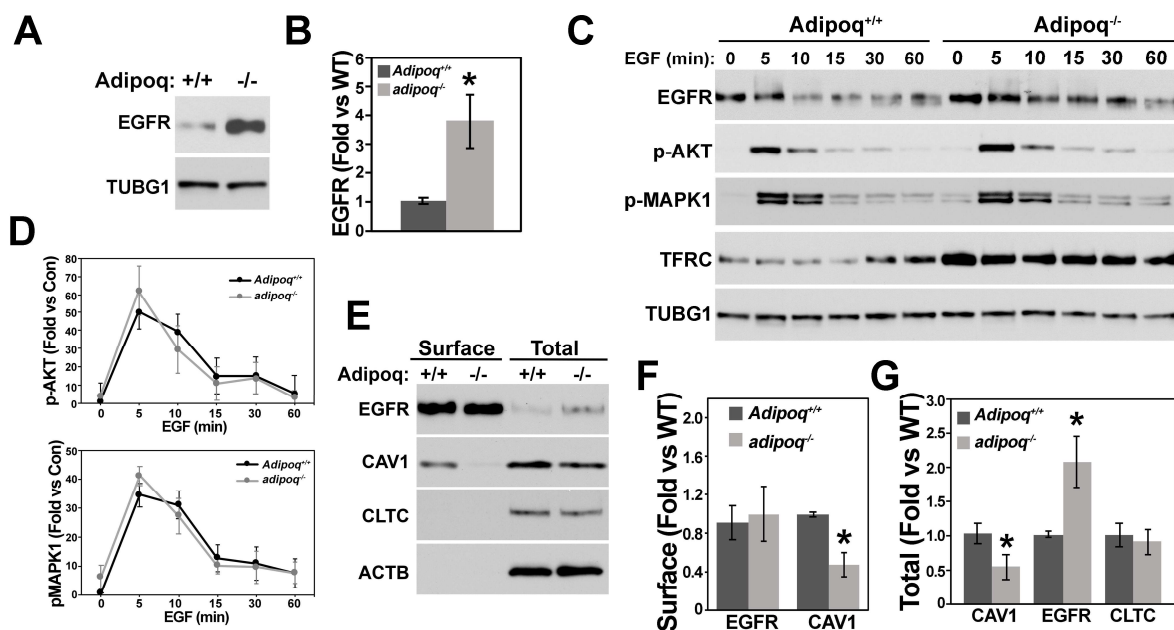 A
Adipoq: +/+ -/-
EGFR
TUBG1
B
EGFR (Fold vs WT)
6
5
4
3
2
1
0
Adipoq+/+
adipoq-/-
*
C
Adipoq+/+ Adipoq-/-
EGF (min): 0 5 10 15 30 60 0 5 10 15 30 60
EGFR
p-AKT
p-MAPK1
TFRC
TUBG1
D
p-AKT (Fold vs Con)
80
70
60
50
40
30
20
10
0
Adipoq+/+
adipoq-/-
0 5 10 15 30 60
EGF (min)
pMAPK1 (Fold vs Con)
50
40
30
20
10
0
Adipoq+/+
adipoq-/-
0 5 10 15 30 60
EGF (min)
E
Surface Total
Adipoq: +/+ -/- +/+ -/-
EGFR
CAV1
CLTC
ACTB
F
Surface (Fold vs WT)
2.0
1.6
1.2
0.8
0.4
0
Adipoq+/+
adipoq-/-
*
EGFR CAV1
G
Total (Fold vs WT)
3.0
2.5
2.0
1.5
1.0
0.5
0
Adipoq+/+
adipoq-/-
* *
CAV1 EGFR CLTC